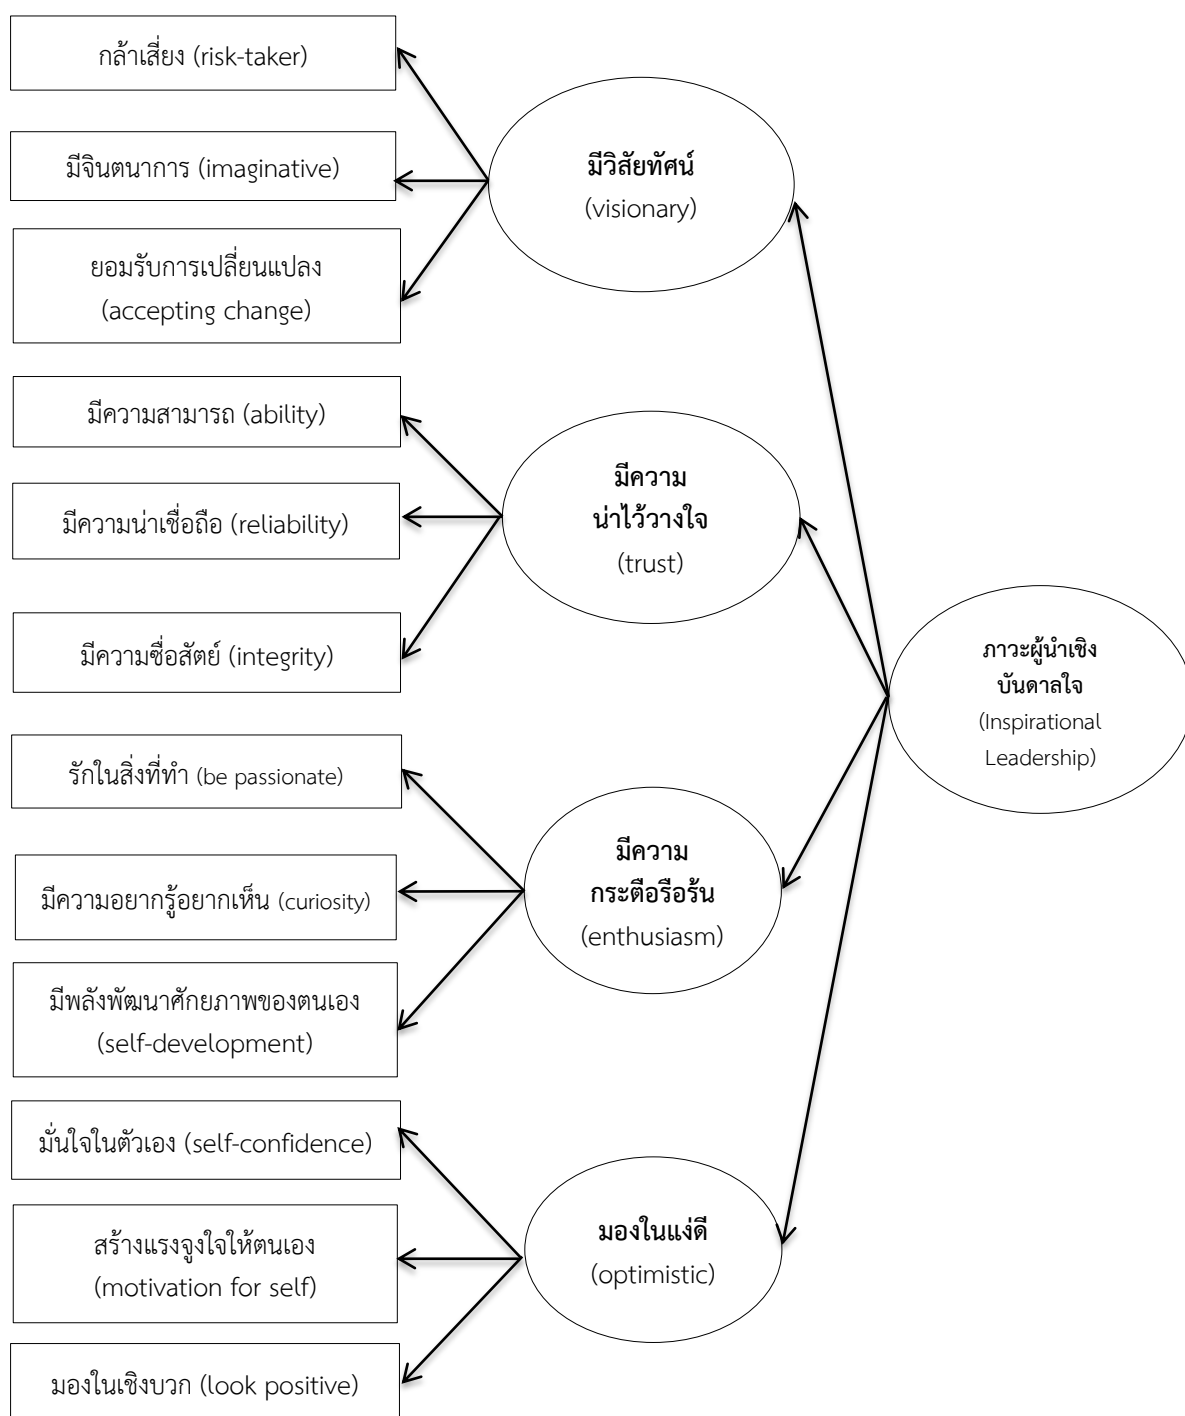 กล้าเสี่ยง (risk-taker)
มีจินตนาการ (imaginative)
ยอมรับการเปลี่ยนแปลง
(accepting change)
มีวิสัยทัศน์
(visionary)
มีความสามารถ (ability)
มีความน่าเชื่อถือ (reliability)
มีความซื่อสัตย์ (integrity)
มีความ
น่าไว้วางใจ
(trust)
รักในสิ่งที่ทำ (be passionate)
มีความอยากรู้อยากเห็น (curiosity)
มีพลังพัฒนาศักยภาพของตนเอง
(self-development)
มีความ
กระตือรือร้น
(enthusiasm)
มั่นใจในตัวเอง (self-confidence)
สร้างแรงจูงใจให้ตนเอง
(motivation for self)
มองในเชิงบวก (look positive)
มองในแง่ดี
(optimistic)
ภาวะผู้นำเชิง
บันดาลใจ
(Inspirational
Leadership)